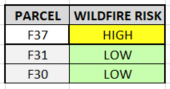 PARCEL WILDFIRE RISK
F37 HIGH
F31 LOW
F30 LOW